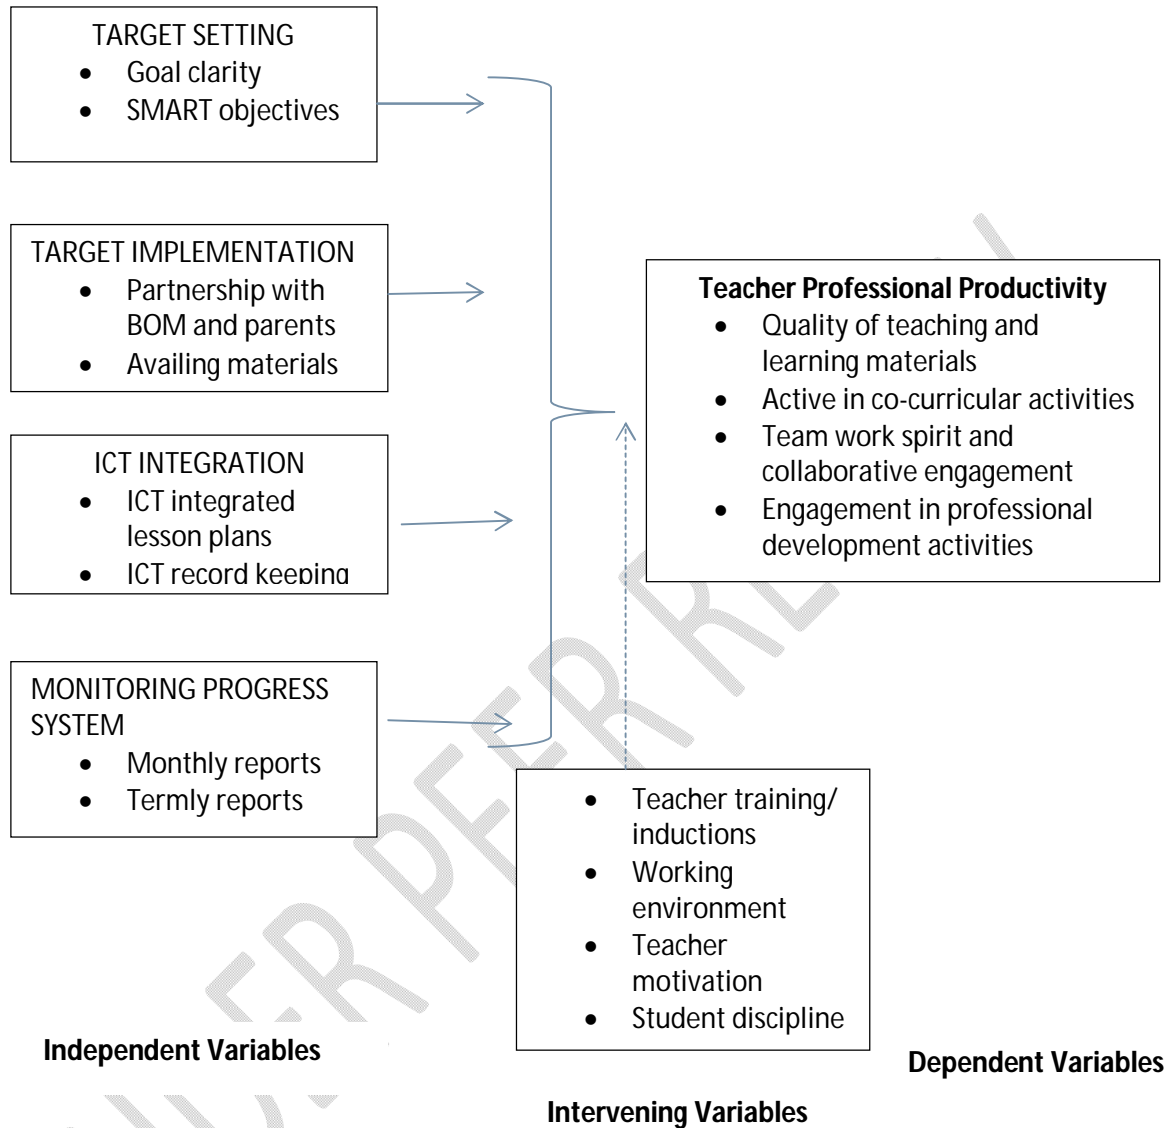 TARGET SETTING
• Goal clarity
• SMART objectives
TARGET IMPLEMENTATION
• Partnership with
BOM and parents
• Availing materials
ICT INTEGRATION
• ICT integrated
lesson plans
• ICT record keeping
MONITORING PROGRESS
SYSTEM
• Monthly reports
• Termly reports
Teacher Professional Productivity
• Quality of teaching and
learning materials
• Active in co-curricular activities
• Team work spirit and
collaborative engagement
• Engagement in professional
development activities
• Teacher training/
inductions
• Working
environment
• Teacher
motivation
• Student discipline
Independent Variables
Dependent Variables
Intervening Variables
PEER